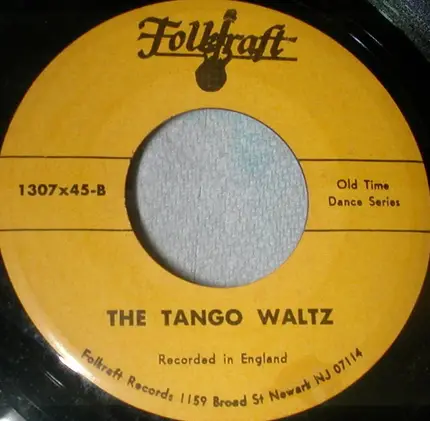 Folkraft
1307x45-B
Old Time
Dance Series
THE TANGO WALTZ
Recorded in England
Folkraft Records 1159 Broad St Newark NJ 07114